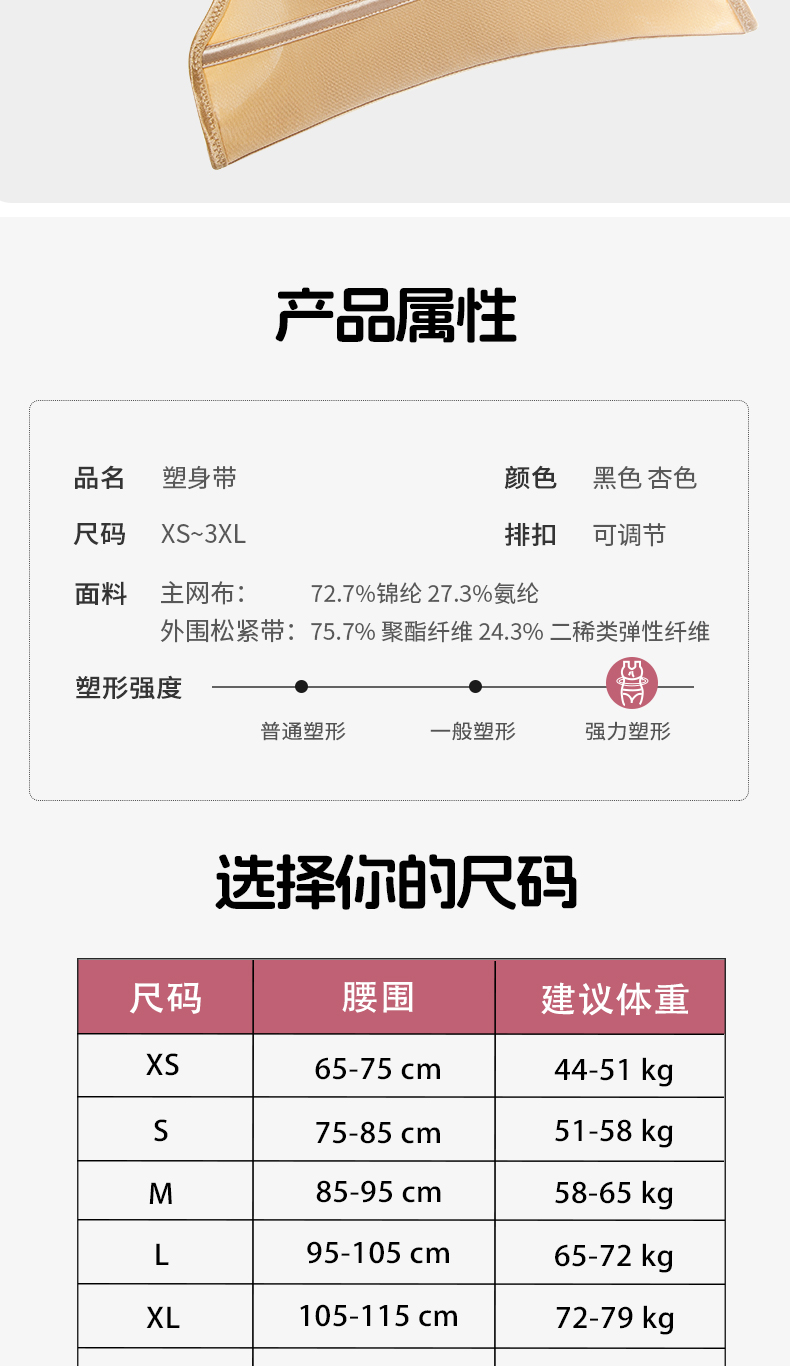 产品属性
品名 塑身带 颜色 黑色 杏色
尺码 XS~3XL 排扣 可调节
面料 主网布： 72.7%锦纶 27.3%氨纶
外围松紧带： 75.7% 聚酯纤维 24.3% 二稀类弹性纤维
塑形强度
普通塑形 一般塑形 强力塑形
选择你的尺码
尺码 腰围 建议体重
XS 65-75 cm 44-51 kg
S 75-85 cm 51-58 kg
M 85-95 cm 58-65 kg
L 95-105 cm 65-72 kg
XL 105-115 cm 72-79 kg